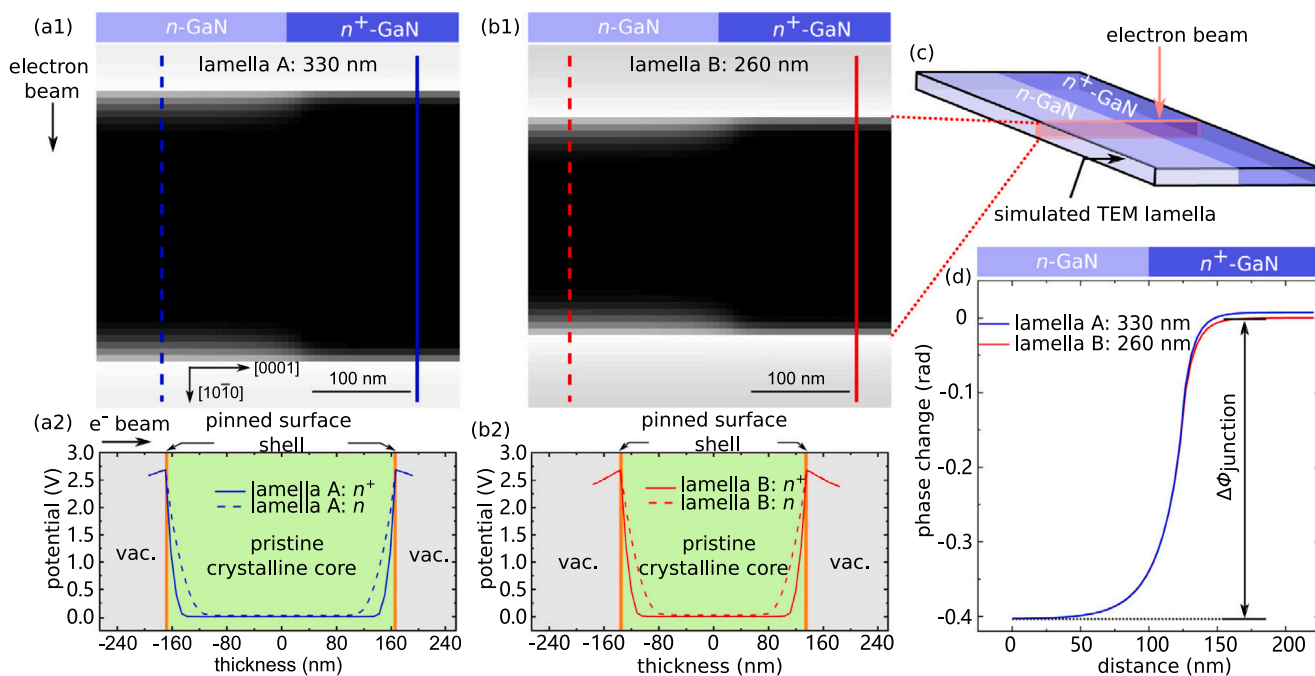 (a1)
n-GaN
n⁺-GaN
electron
beam
lamella A: 330 nm
[0001]
[101̄0]
100 nm
(b1)
n-GaN
n⁺-GaN
lamella B: 260 nm
100 nm
(c)
electron beam
n⁺-GaN
n-GaN
simulated TEM lamella
(a2)
e⁻ beam
pinned surface
shell
potential (V)
3.0
2.5
2.0
1.5
1.0
0.5
0.0
lamella A: n⁺
lamella A: n
vac.
pristine
crystalline core
vac.
-240
-160
-80
0
80
160
240
thickness (nm)
(b2)
pinned surface
shell
potential (V)
3.0
2.5
2.0
1.5
1.0
0.5
0.0
lamella B: n⁺
lamella B: n
vac.
pristine
crystalline core
vac.
-240
-160
-80
0
80
160
240
thickness (nm)
(d)
n-GaN
n⁺-GaN
phase change (rad)
0
-0.1
-0.2
-0.3
-0.4
lamella A: 330 nm
lamella B: 260 nm
ΔΦjunction
0
50
100
150
200
distance (nm)